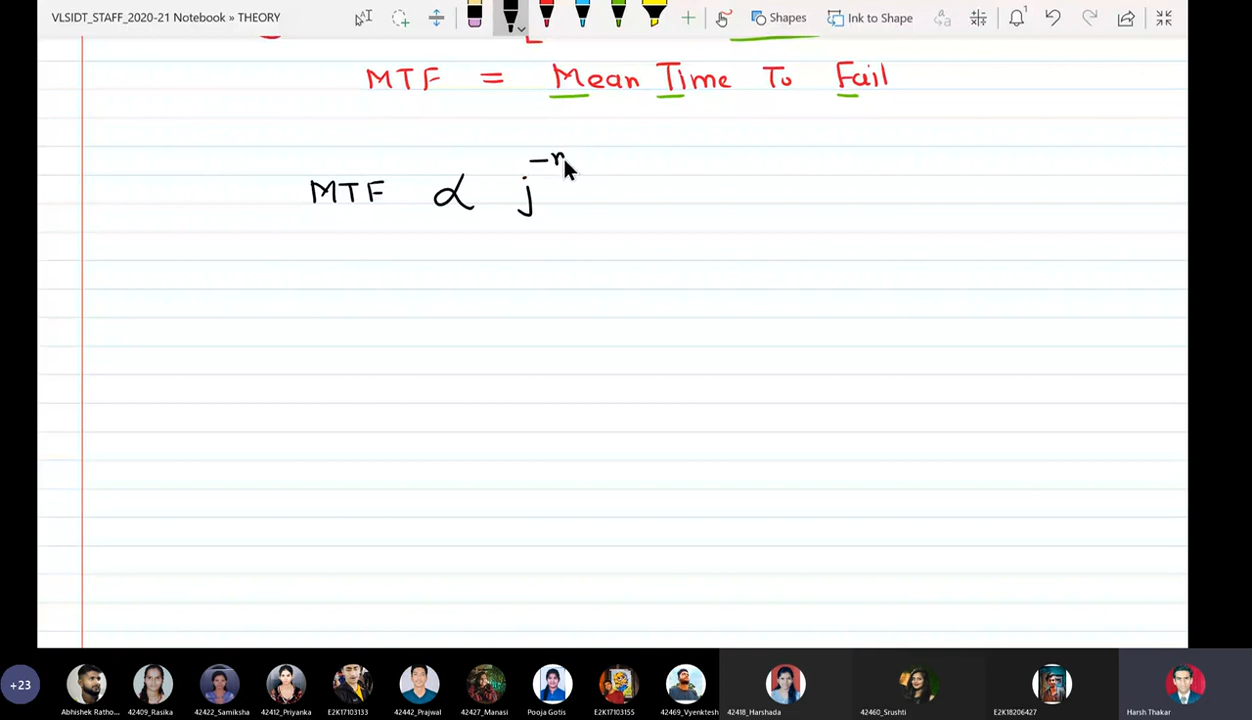 VLSIDT_STAFF_2020-21 Notebook » THEORY
Shapes
Ink to Shape
MTF = Mean Time To Fail
MTF ∝ j⁻ⁿ
+23
Abhishek Ratho...
42409_Rasika
42422_Samiksha
42412_Priyanka
E2K17103133
42442_Prajwal
42427_Manasi
Pooja Gotis
E2K17103155
42469_Vyenktesh
42418_Harshada
42460_Srushti
E2K18206427
Harsh Thakar